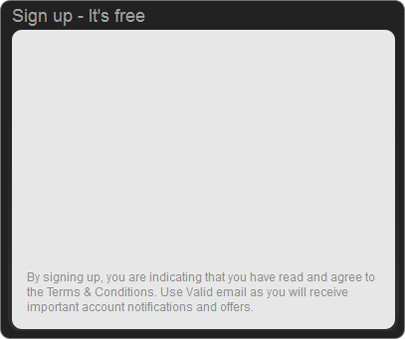 Sign up - It's free
By signing up, you are indicating that you have read and agree to
the Terms & Conditions. Use Valid email as you will receive
important account notifications and offers.